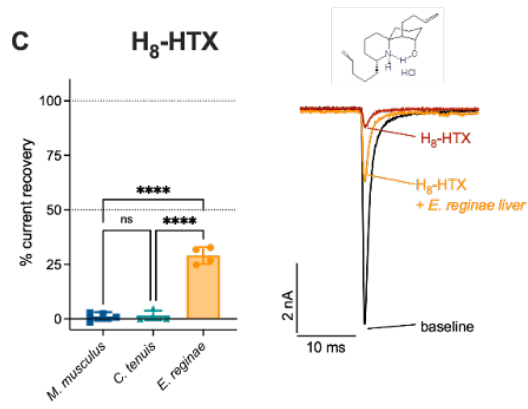 C
H8-HTX
% current recovery
100
75
50
25
0
****
ns
****
M. musculus
C. tenuis
E. reginae
N
H
H
O
HCl
H8-HTX
H8-HTX
+ E. reginae liver
baseline
2 nA
10 ms